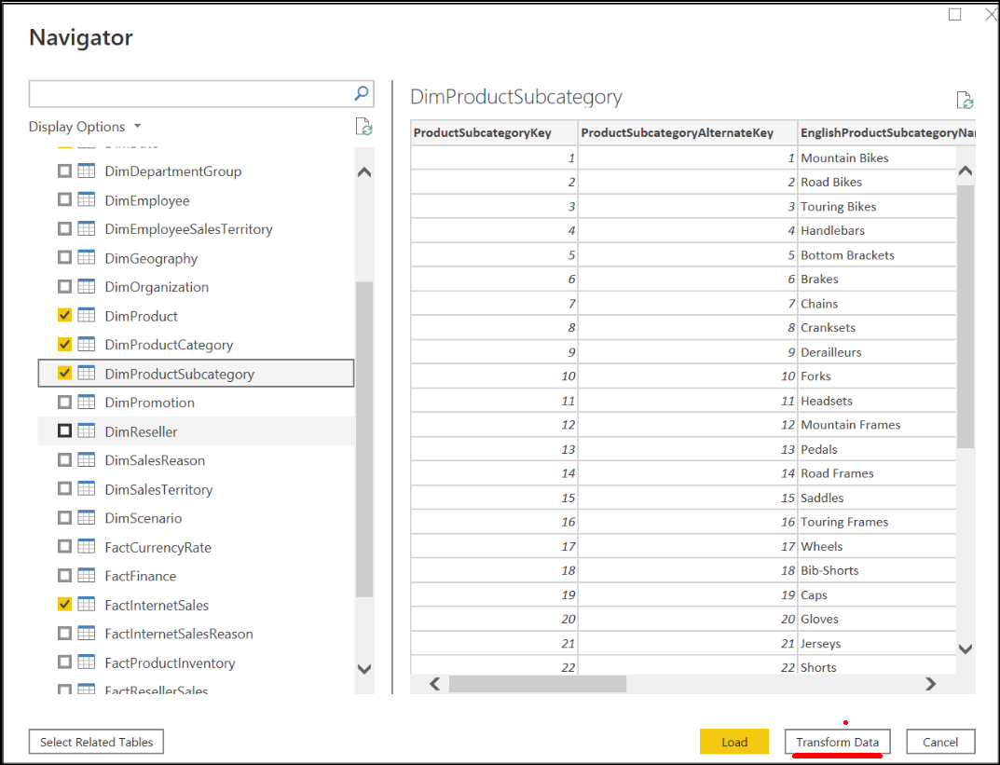 Navigator
Display Options
DimDate
DimDepartmentGroup
DimEmployee
DimEmployeeSalesTerritory
DimGeography
DimOrganization
DimProduct
DimProductCategory
DimProductSubcategory
DimPromotion
DimReseller
DimSalesReason
DimSalesTerritory
DimScenario
FactCurrencyRate
FactFinance
FactInternetSales
FactInternetSalesReason
FactProductInventory
FactResellerSales
Select Related Tables
DimProductSubcategory
ProductSubcategoryKey ProductSubcategoryAlternateKey EnglishProductSubcategoryNa
1 1 Mountain Bikes
2 2 Road Bikes
3 3 Touring Bikes
4 4 Handlebars
5 5 Bottom Brackets
6 6 Brakes
7 7 Chains
8 8 Cranksets
9 9 Derailleurs
10 10 Forks
11 11 Headsets
12 12 Mountain Frames
13 13 Pedals
14 14 Road Frames
15 15 Saddles
16 16 Touring Frames
17 17 Wheels
18 18 Bib-Shorts
19 19 Caps
20 20 Gloves
21 21 Jerseys
22 22 Shorts
Load Transform Data Cancel